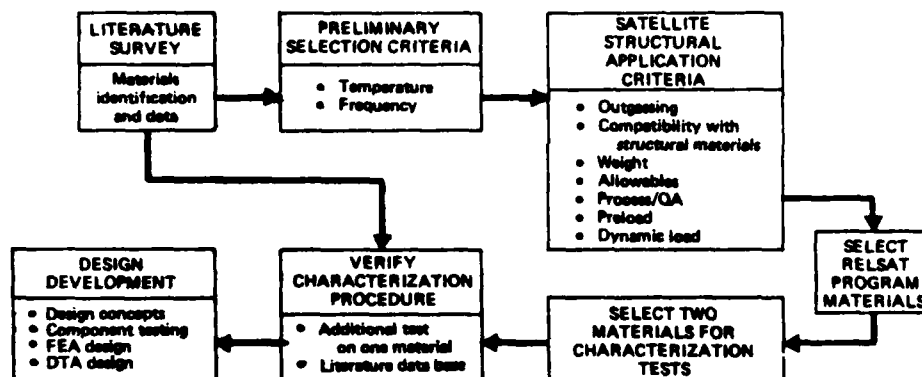 LITERATURE
SURVEY
Materials
identification
and data
PRELIMINARY
SELECTION CRITERIA
• Temperature
• Frequency
SATELLITE
STRUCTURAL
APPLICATION
CRITERIA
• Outgassing
• Compatibility with
structural materials
• Weight
• Allowables
• Process/QA
• Preload
• Dynamic load
SELECT
RELSAT
PROGRAM
MATERIALS
SELECT TWO
MATERIALS FOR
CHARACTERIZATION
TESTS
VERIFY
CHARACTERIZATION
PROCEDURE
• Additional test
on one material
• Literature data base
DESIGN
DEVELOPMENT
• Design concepts
• Component testing
• FEA design
• DTA design